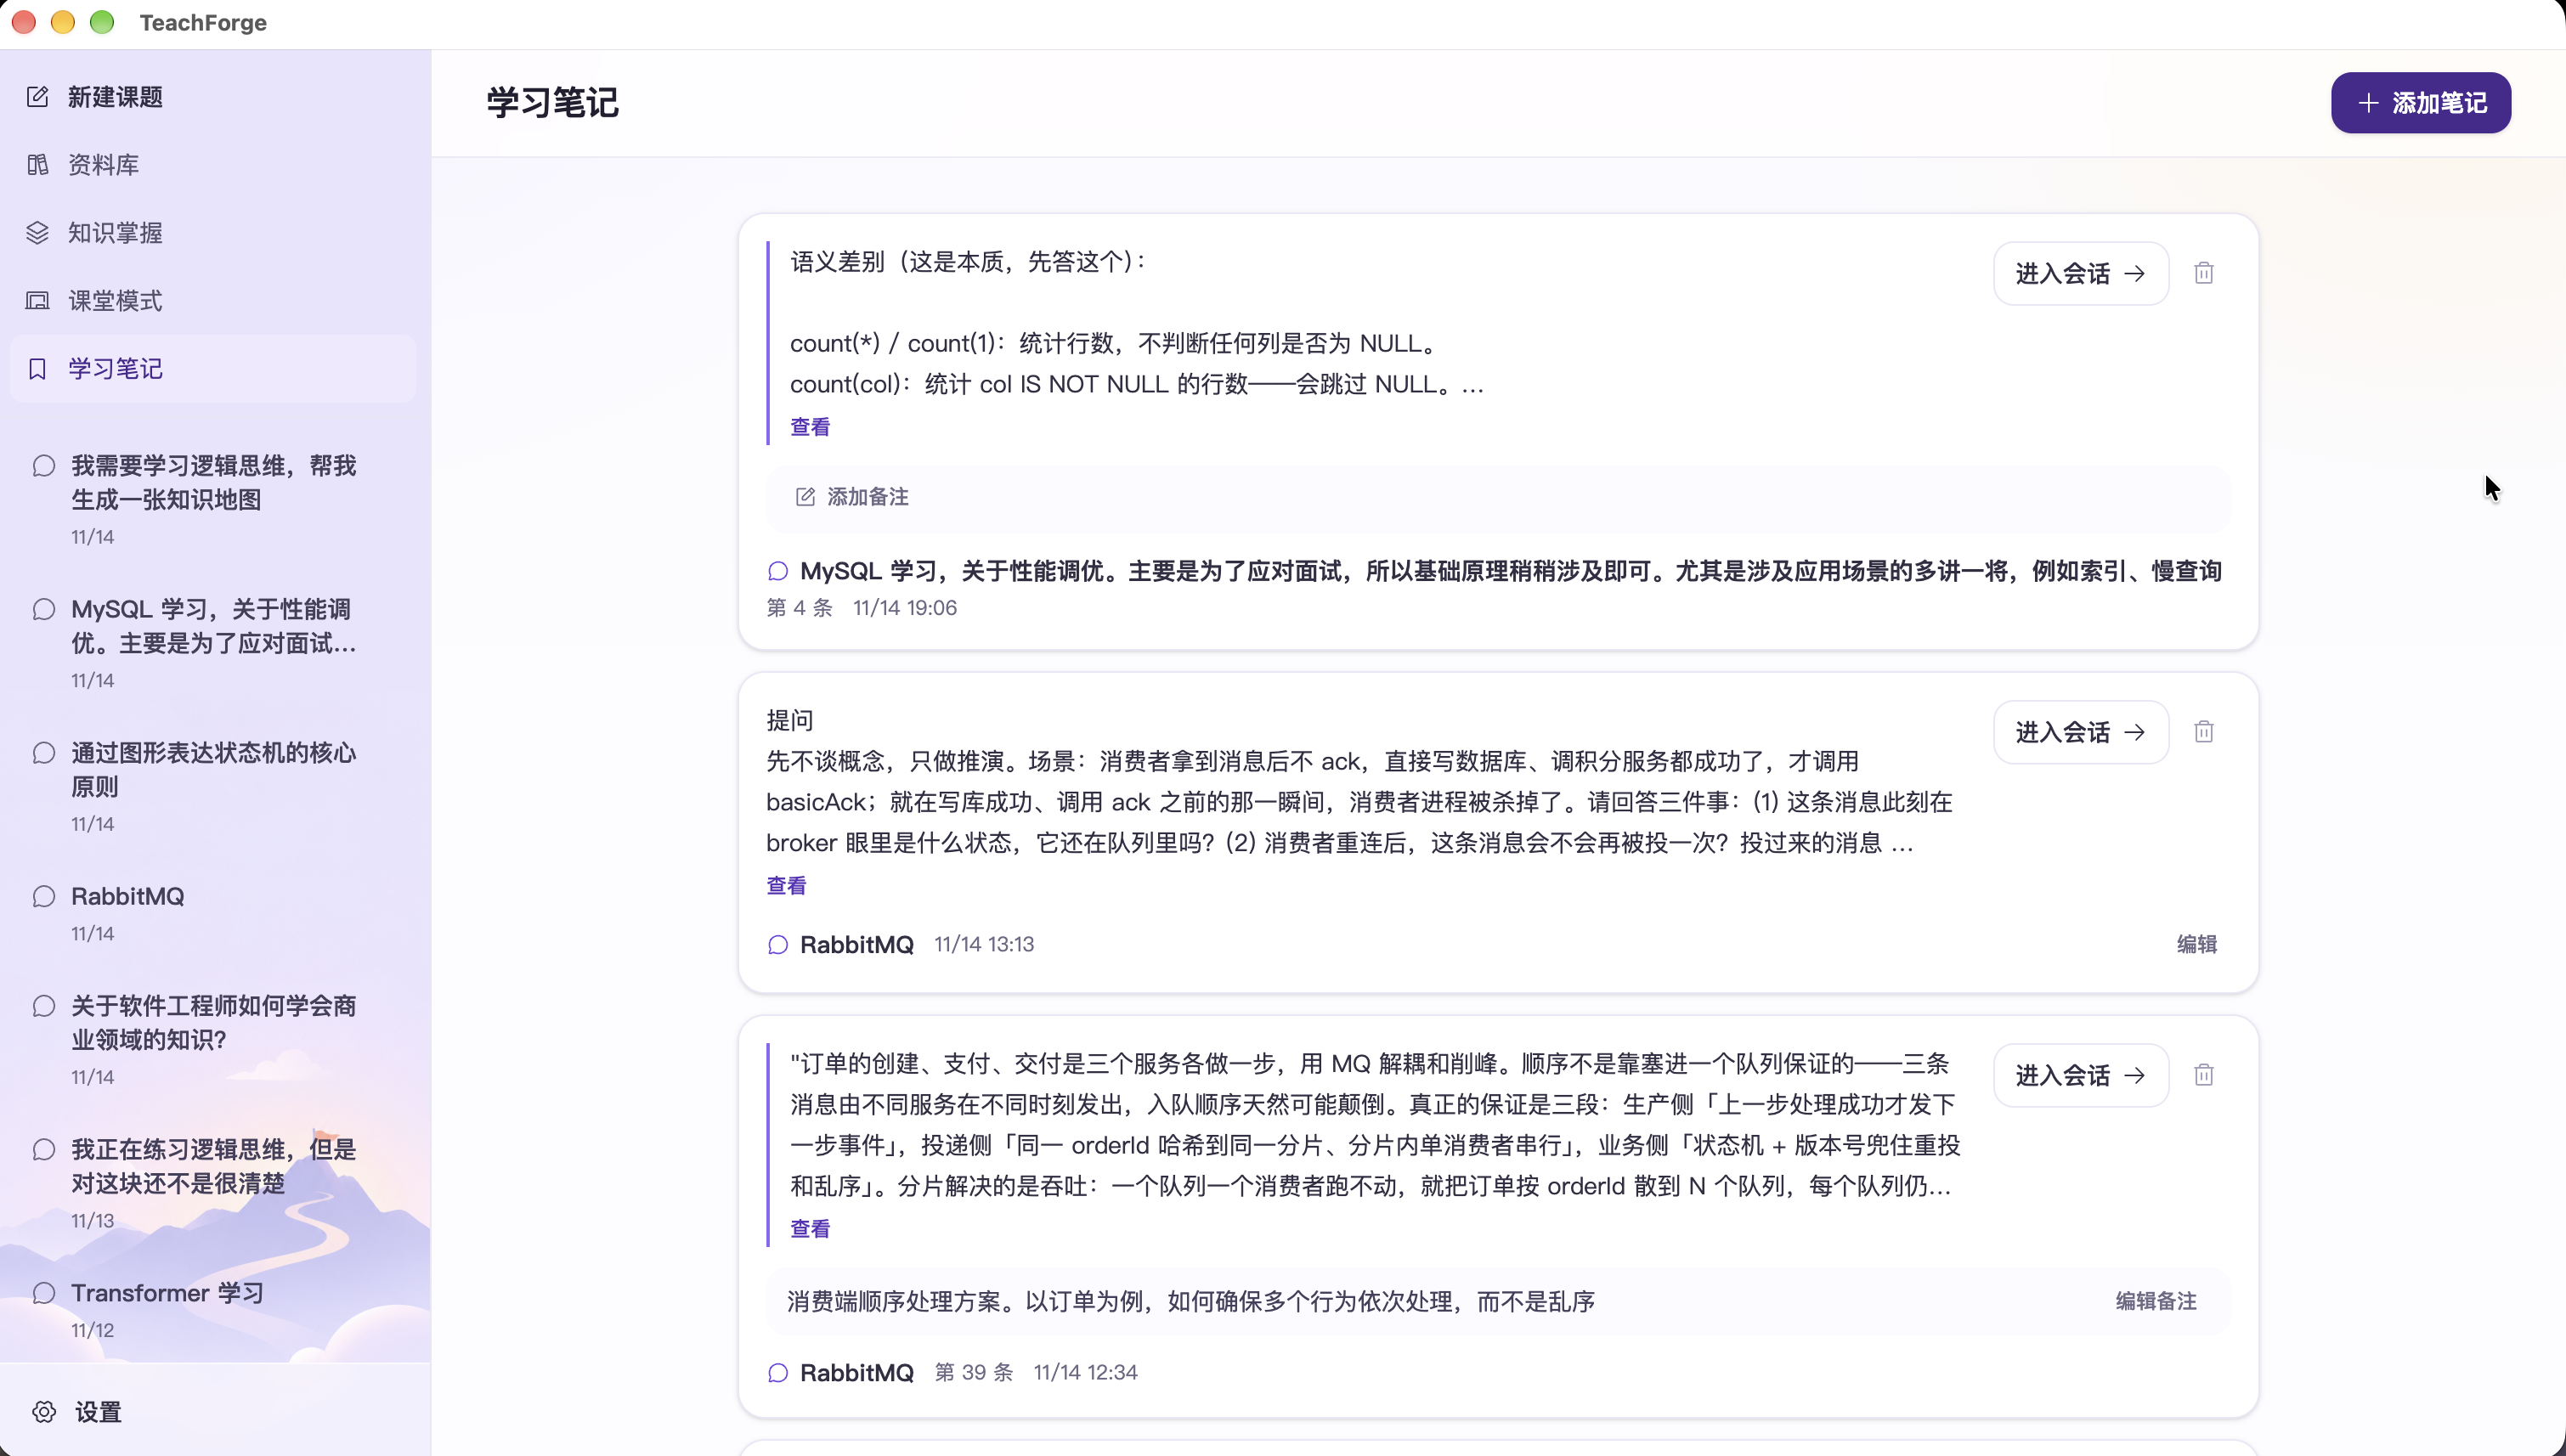 TeachForge
新建课题
资料库
知识掌握
课堂模式
学习笔记
我需要学习逻辑思维，帮我
生成一张知识地图
11/14
MySQL 学习，关于性能调
优。主要是为了应对面试...
11/14
通过图形表达状态机的核心
原则
11/14
RabbitMQ
11/14
关于软件工程师如何学会商
业领域的知识？
11/14
我正在练习逻辑思维，但是
对这块还不是很清楚
11/13
Transformer 学习
11/12
设置
学习笔记
添加笔记
语义差别（这是本质，先答这个）：
count(*) / count(1)：统计行数，不判断任何列是否为 NULL。
count(col)：统计 col IS NOT NULL 的行数——会跳过 NULL。...
查看
进入会话
添加备注
MySQL 学习，关于性能调优。主要是为了应对面试，所以基础原理稍稍涉及即可。尤其是涉及应用场景的多讲一将，例如索引、慢查询
第 4 条 11/14 19:06
提问
先不谈概念，只做推演。场景：消费者拿到消息后不 ack，直接写数据库、调积分服务都成功了，才调用
basicAck；就在写库成功、调用 ack 之前的那一瞬间，消费者进程被杀掉了。请回答三件事：(1) 这条消息此刻在
broker 眼里是什么状态，它还在队列里吗？(2) 消费者重连后，这条消息会不会再被投一次？投过来的消息 ...
查看
进入会话
RabbitMQ 11/14 13:13
编辑
"订单的创建、支付、交付是三个服务各做一步，用 MQ 解耦和削峰。顺序不是靠塞进一个队列保证的——三条
消息由不同服务在不同时刻发出，入队顺序天然可能颠倒。真正的保证是三段：生产侧「上一步处理成功才发下
一步事件」，投递侧「同一 orderId 哈希到同一分片、分片内单消费者串行」，业务侧「状态机 + 版本号兜住重投
和乱序」。分片解决的是吞吐：一个队列一个消费者跑不动，就把订单按 orderId 散到 N 个队列，每个队列仍...
查看
进入会话
消费端顺序处理方案。以订单为例，如何确保多个行为依次处理，而不是乱序
编辑备注
RabbitMQ 第 39 条 11/14 12:34